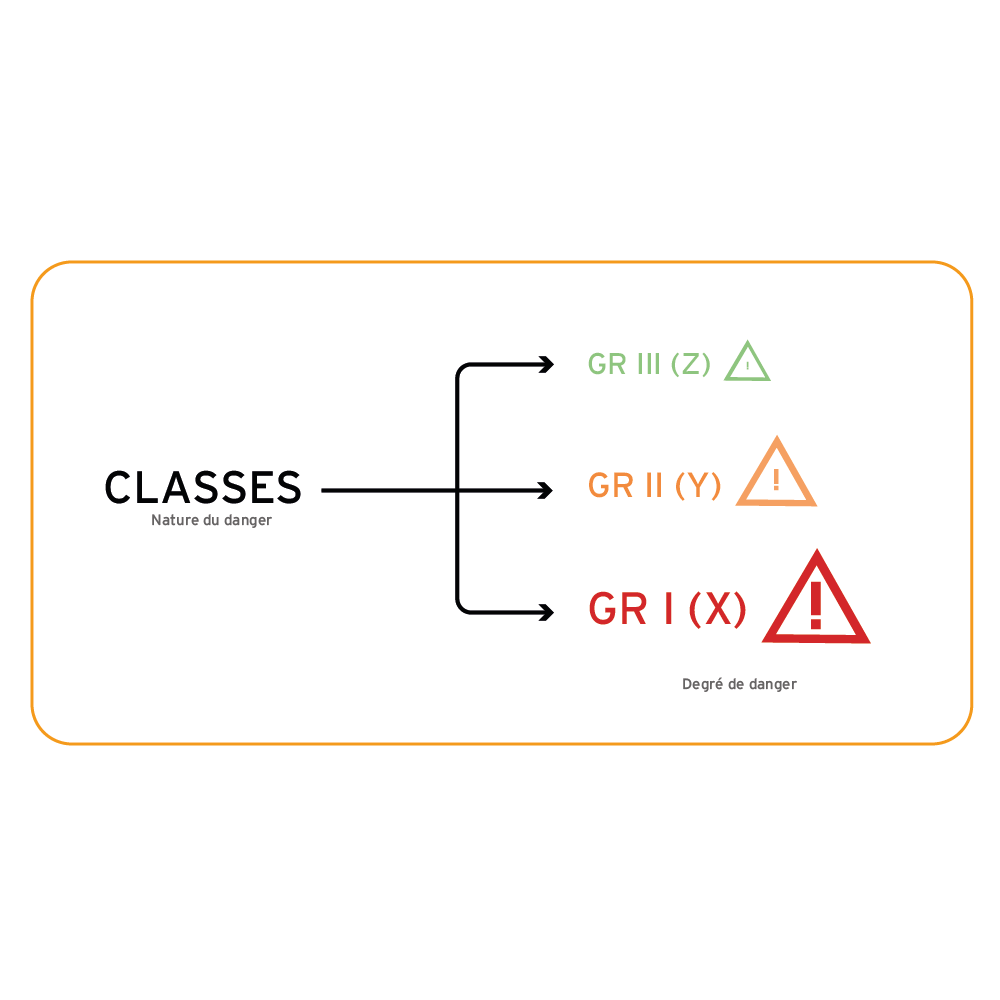 CLASSES
Nature du danger
GR III (Z)
GR II (Y)
GR I (X)
Degré de danger